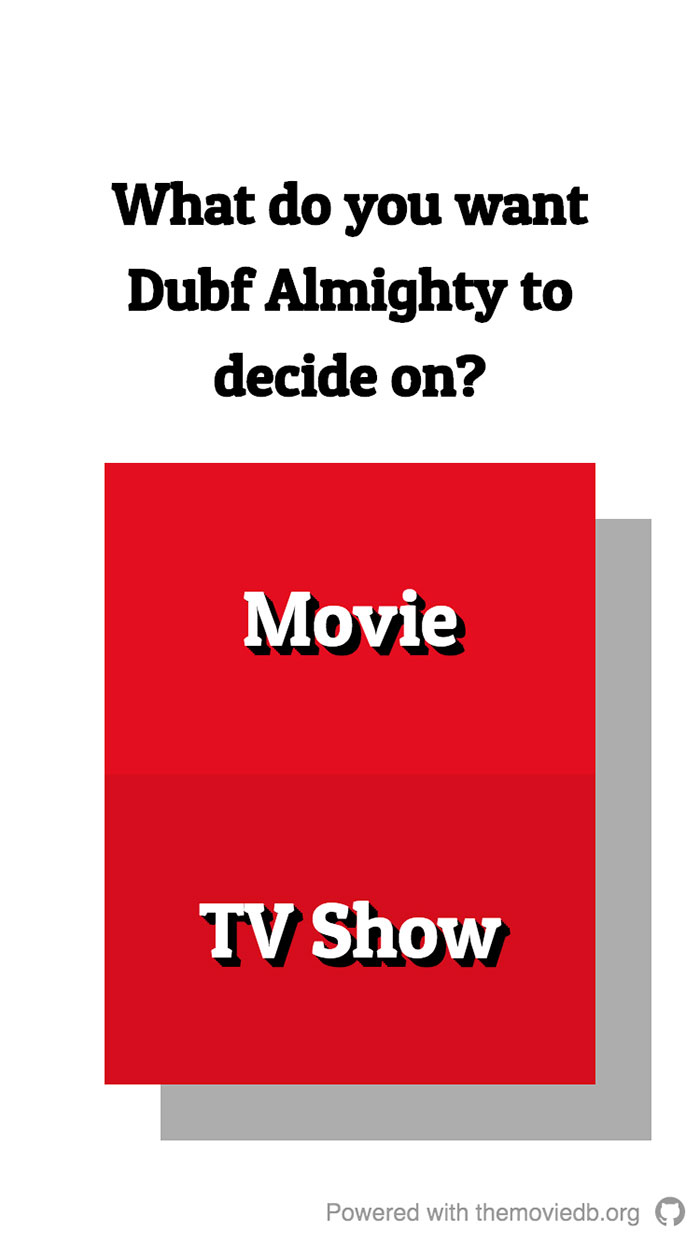 What do you want
Dubf Almighty to
decide on?
Movie
TV Show
Powered with themoviedb.org